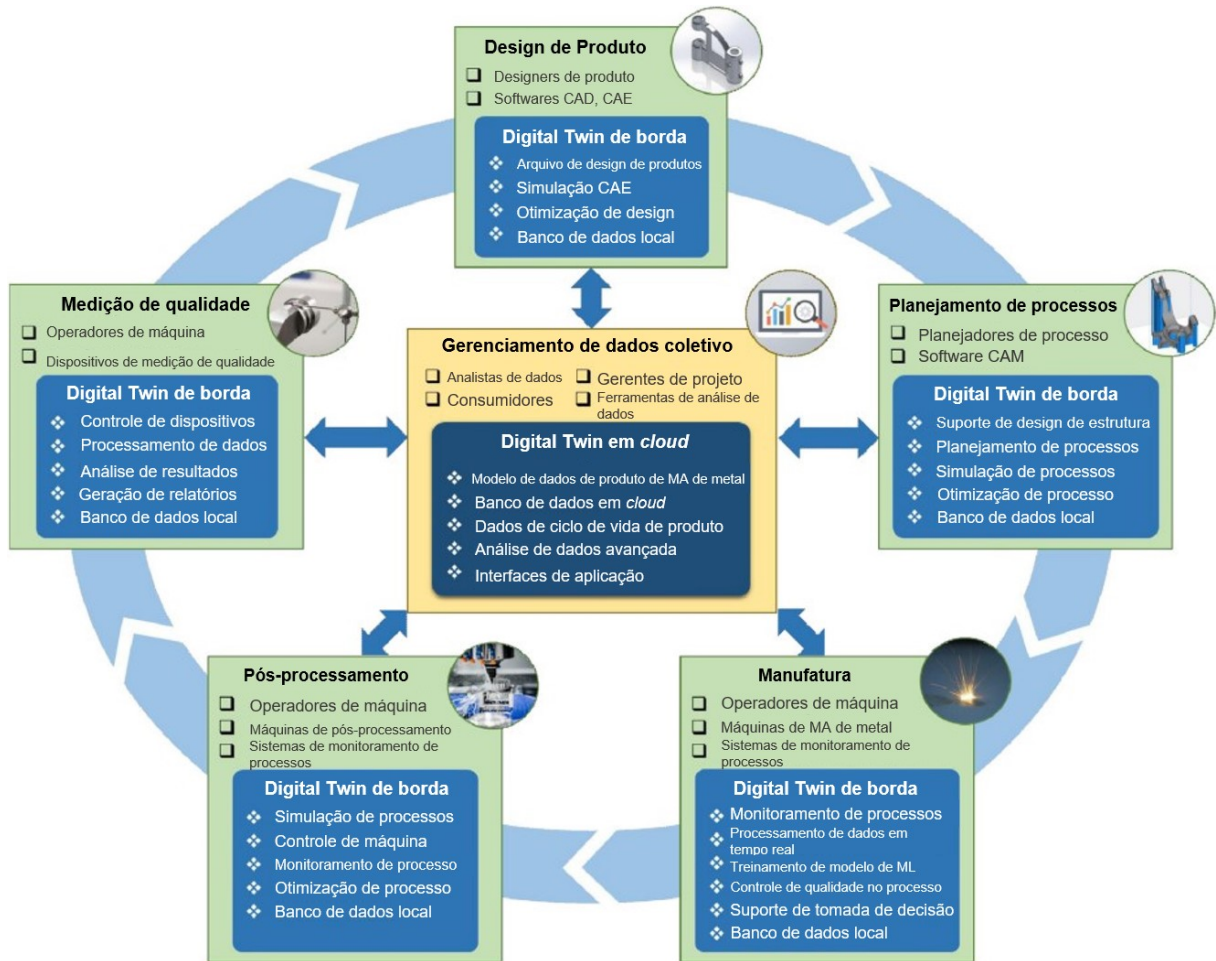 Design de Produto
Designers de produto
Softwares CAD, CAE
Digital Twin de borda
Arquivo de design de produtos
Simulação CAE
Otimização de design
Banco de dados local
Medição de qualidade
Operadores de máquina
Dispositivos de medição de qualidade
Digital Twin de borda
Controle de dispositivos
Processamento de dados
Análise de resultados
Geração de relatórios
Banco de dados local
Gerenciamento de dados coletivo
Analistas de dados
Gerentes de projeto
Consumidores
Ferramentas de análise de
dados
Digital Twin em cloud
Modelo de dados de produto de MA de metal
Banco de dados em cloud
Dados de ciclo de vida de produto
Análise de dados avançada
Interfaces de aplicação
Planejamento de processos
Planejadores de processo
Software CAM
Digital Twin de borda
Suporte de design de estrutura
Planejamento de processos
Simulação de processos
Otimização de processo
Banco de dados local
Pós-processamento
Operadores de máquina
Máquinas de pós-processamento
Sistemas de monitoramento de
processos
Digital Twin de borda
Simulação de processos
Controle de máquina
Monitoramento de processo
Otimização de processo
Banco de dados local
Manufatura
Operadores de máquina
Máquinas de MA de metal
Sistemas de monitoramento de
processos
Digital Twin de borda
Monitoramento de processos
Processamento de dados em
tempo real
Treinamento de modelo de ML
Controle de qualidade no processo
Suporte de tomada de decisão
Banco de dados local